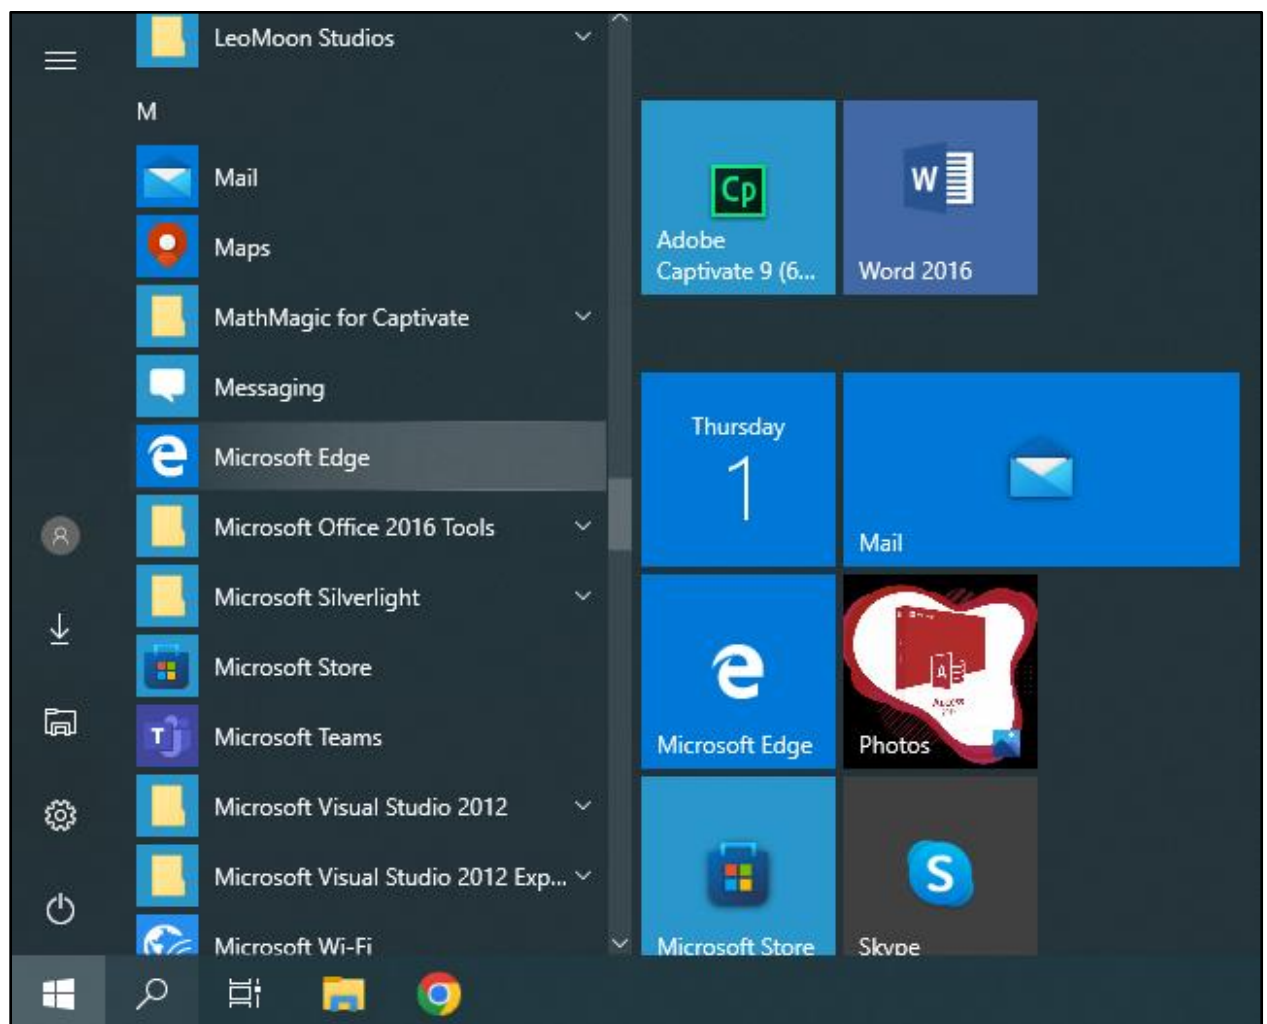 LeoMoon Studios
M
Mail
Maps
MathMagic for Captivate
Messaging
Microsoft Edge
Microsoft Office 2016 Tools
Microsoft Silverlight
Microsoft Store
Microsoft Teams
Microsoft Visual Studio 2012
Microsoft Visual Studio 2012 Exp...
Microsoft Wi-Fi
Cp
Adobe
Captivate 9 (6...
W
Word 2016
Thursday
1
Mail
Microsoft Edge
A
Access
Photos
Microsoft Store
S
Skype